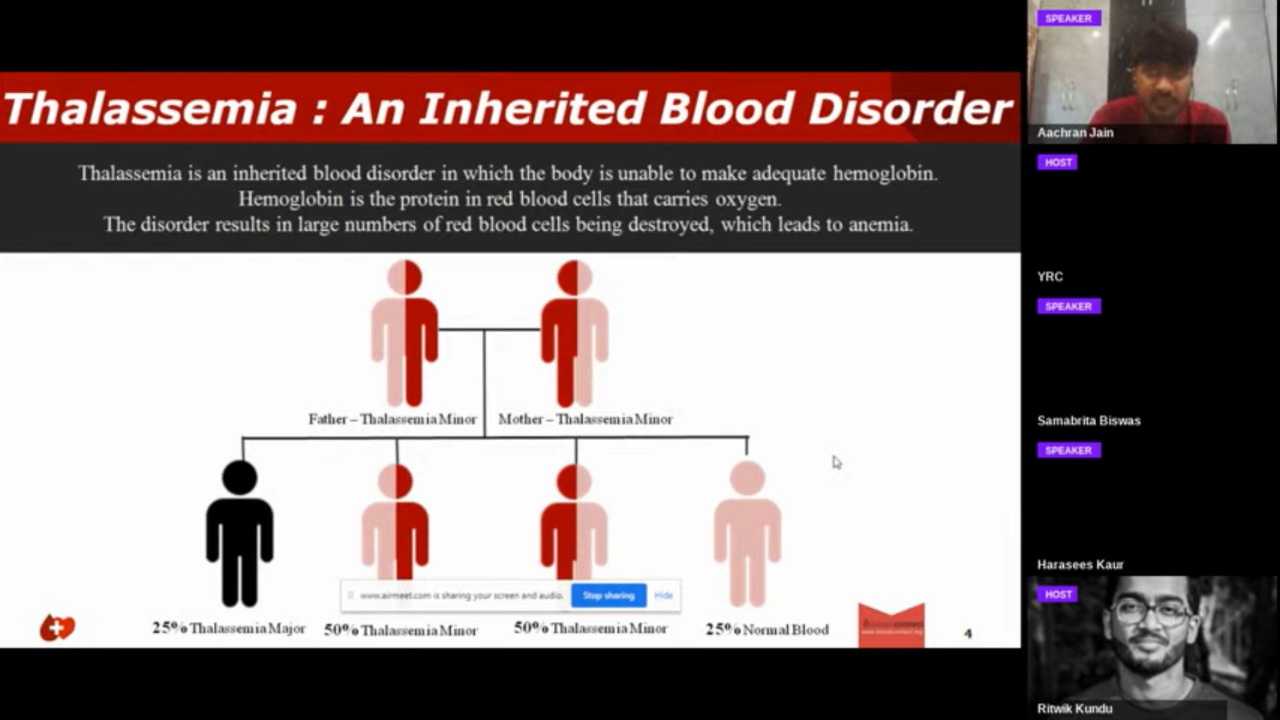 Thalassemia : An Inherited Blood Disorder
Thalassemia is an inherited blood disorder in which the body is unable to make adequate hemoglobin.
Hemoglobin is the protein in red blood cells that carries oxygen.
The disorder results in large numbers of red blood cells being destroyed, which leads to anemia.
Father – Thalassemia Minor
Mother – Thalassemia Minor
www.airmeet.com is sharing your screen and audio.
Stop sharing
Hide
25% Thalassemia Major
50% Thalassemia Minor
50% Thalassemia Minor
25% Normal Blood
4
SPEAKER
Aachran Jain
HOST
YRC
SPEAKER
Samabrita Biswas
SPEAKER
Harasees Kaur
HOST
Ritwik Kundu